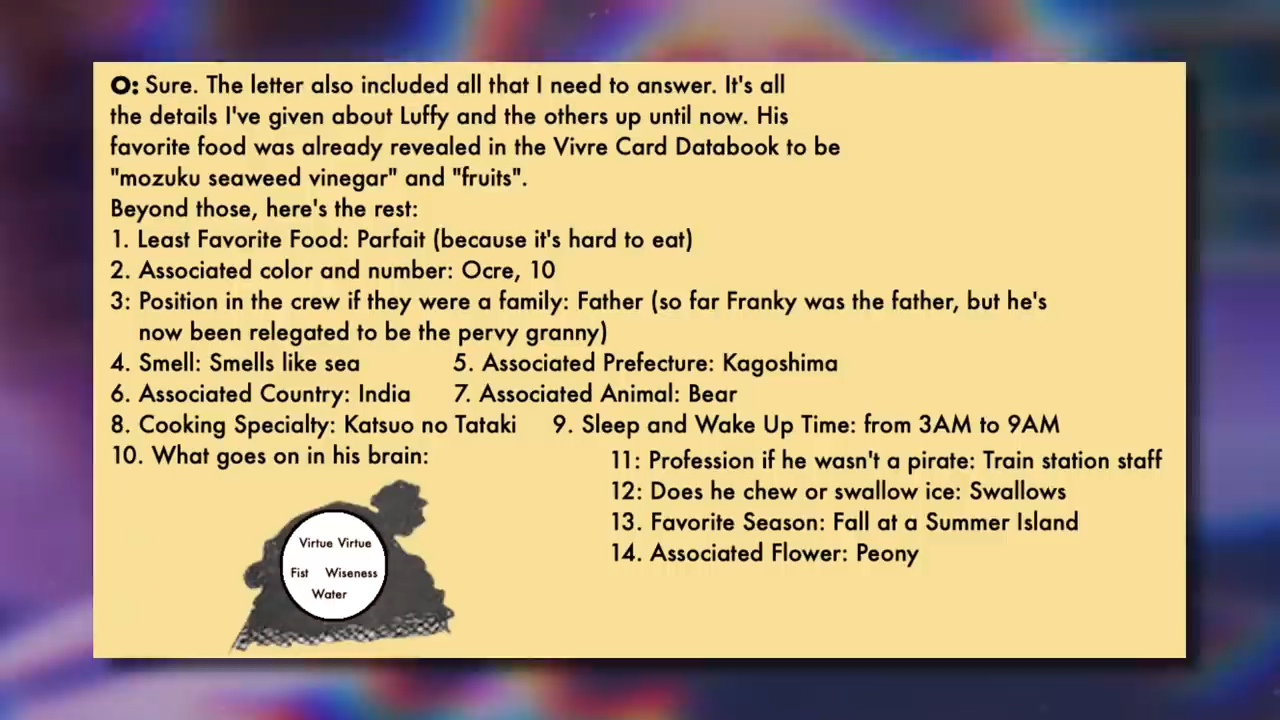 O: Sure. The letter also included all that I need to answer. It's all
the details I've given about Luffy and the others up until now. His
favorite food was already revealed in the Vivre Card Databook to be
"mozuku seaweed vinegar" and "fruits".
Beyond those, here's the rest:
1. Least Favorite Food: Parfait (because it's hard to eat)
2. Associated color and number: Ocre, 10
3: Position in the crew if they were a family: Father (so far Franky was the father, but he's
now been relegated to be the pervy granny)
4. Smell: Smells like sea 5. Associated Prefecture: Kagoshima
6. Associated Country: India 7. Associated Animal: Bear
8. Cooking Specialty: Katsuo no Tataki 9. Sleep and Wake Up Time: from 3AM to 9AM
10. What goes on in his brain:
Virtue Virtue
Fist Wiseness
Water
11: Profession if he wasn't a pirate: Train station staff
12: Does he chew or swallow ice: Swallows
13. Favorite Season: Fall at a Summer Island
14. Associated Flower: Peony